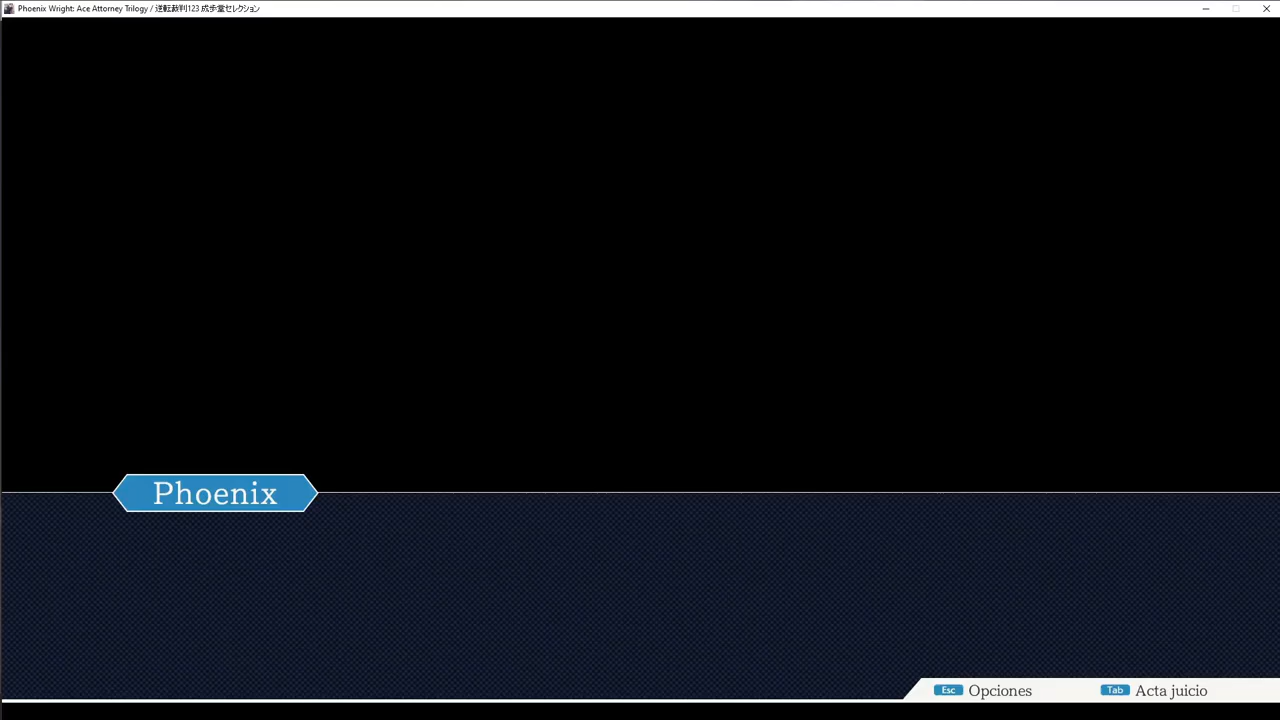 Phoenix Wright: Ace Attorney Trilogy / 逆転裁判123 成歩堂セレクション
Phoenix
Esc Opciones Tab Acta juicio